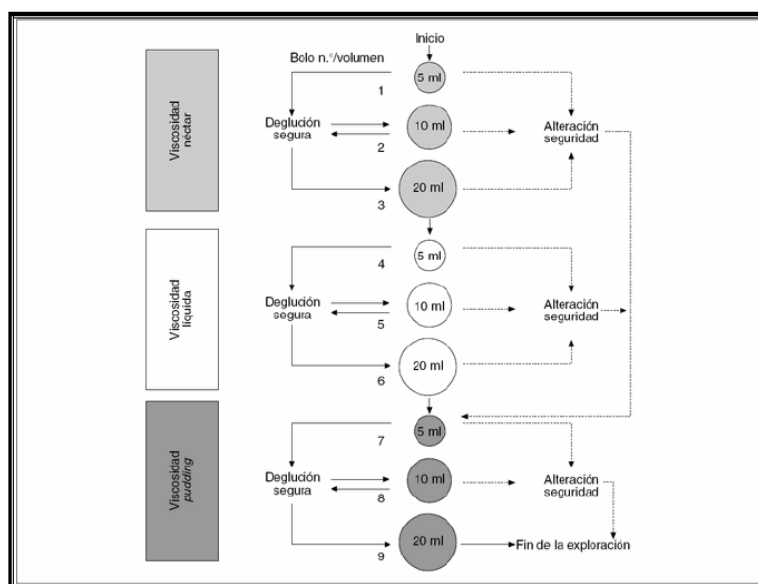 Inicio
Bolo n.°/volumen
5 ml
1
Viscosidad
néctar
Deglución
segura
10 ml
2
Alteración
seguridad
20 ml
3
5 ml
4
Viscosidad
líquida
Deglución
segura
10 ml
5
Alteración
seguridad
20 ml
6
5 ml
7
Viscosidad
pudding
Deglución
segura
10 ml
8
Alteración
seguridad
20 ml
9
Fin de la exploración